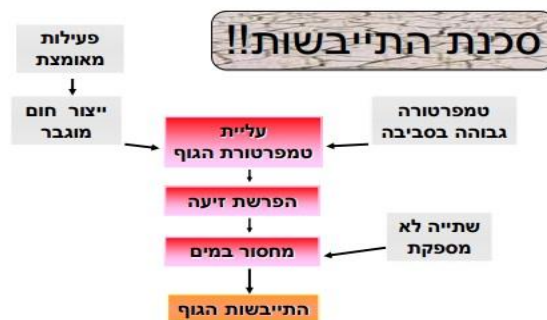 סכנת התייבשות!!
פעילות
מאומצת
ייצור חום
מוגבר
טמפרטורה
גבוהה בסביבה
עליית
טמפרטורת הגוף
הפרשת זיעה
שתייה לא
מספקת
מחסור במים
התייבשות הגוף